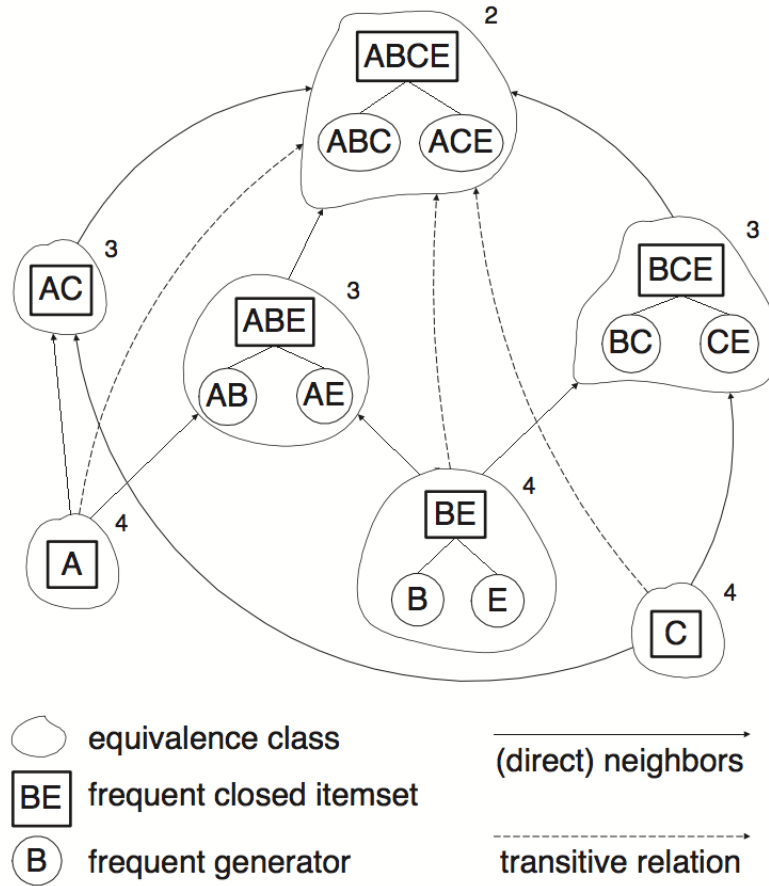 2
ABCE
ABC ACE
3
AC
3
ABE
AB AE
3
BCE
BC CE
4
A
4
BE
B E
4
C
equivalence class
(direct) neighbors
BE frequent closed itemset
B frequent generator
transitive relation